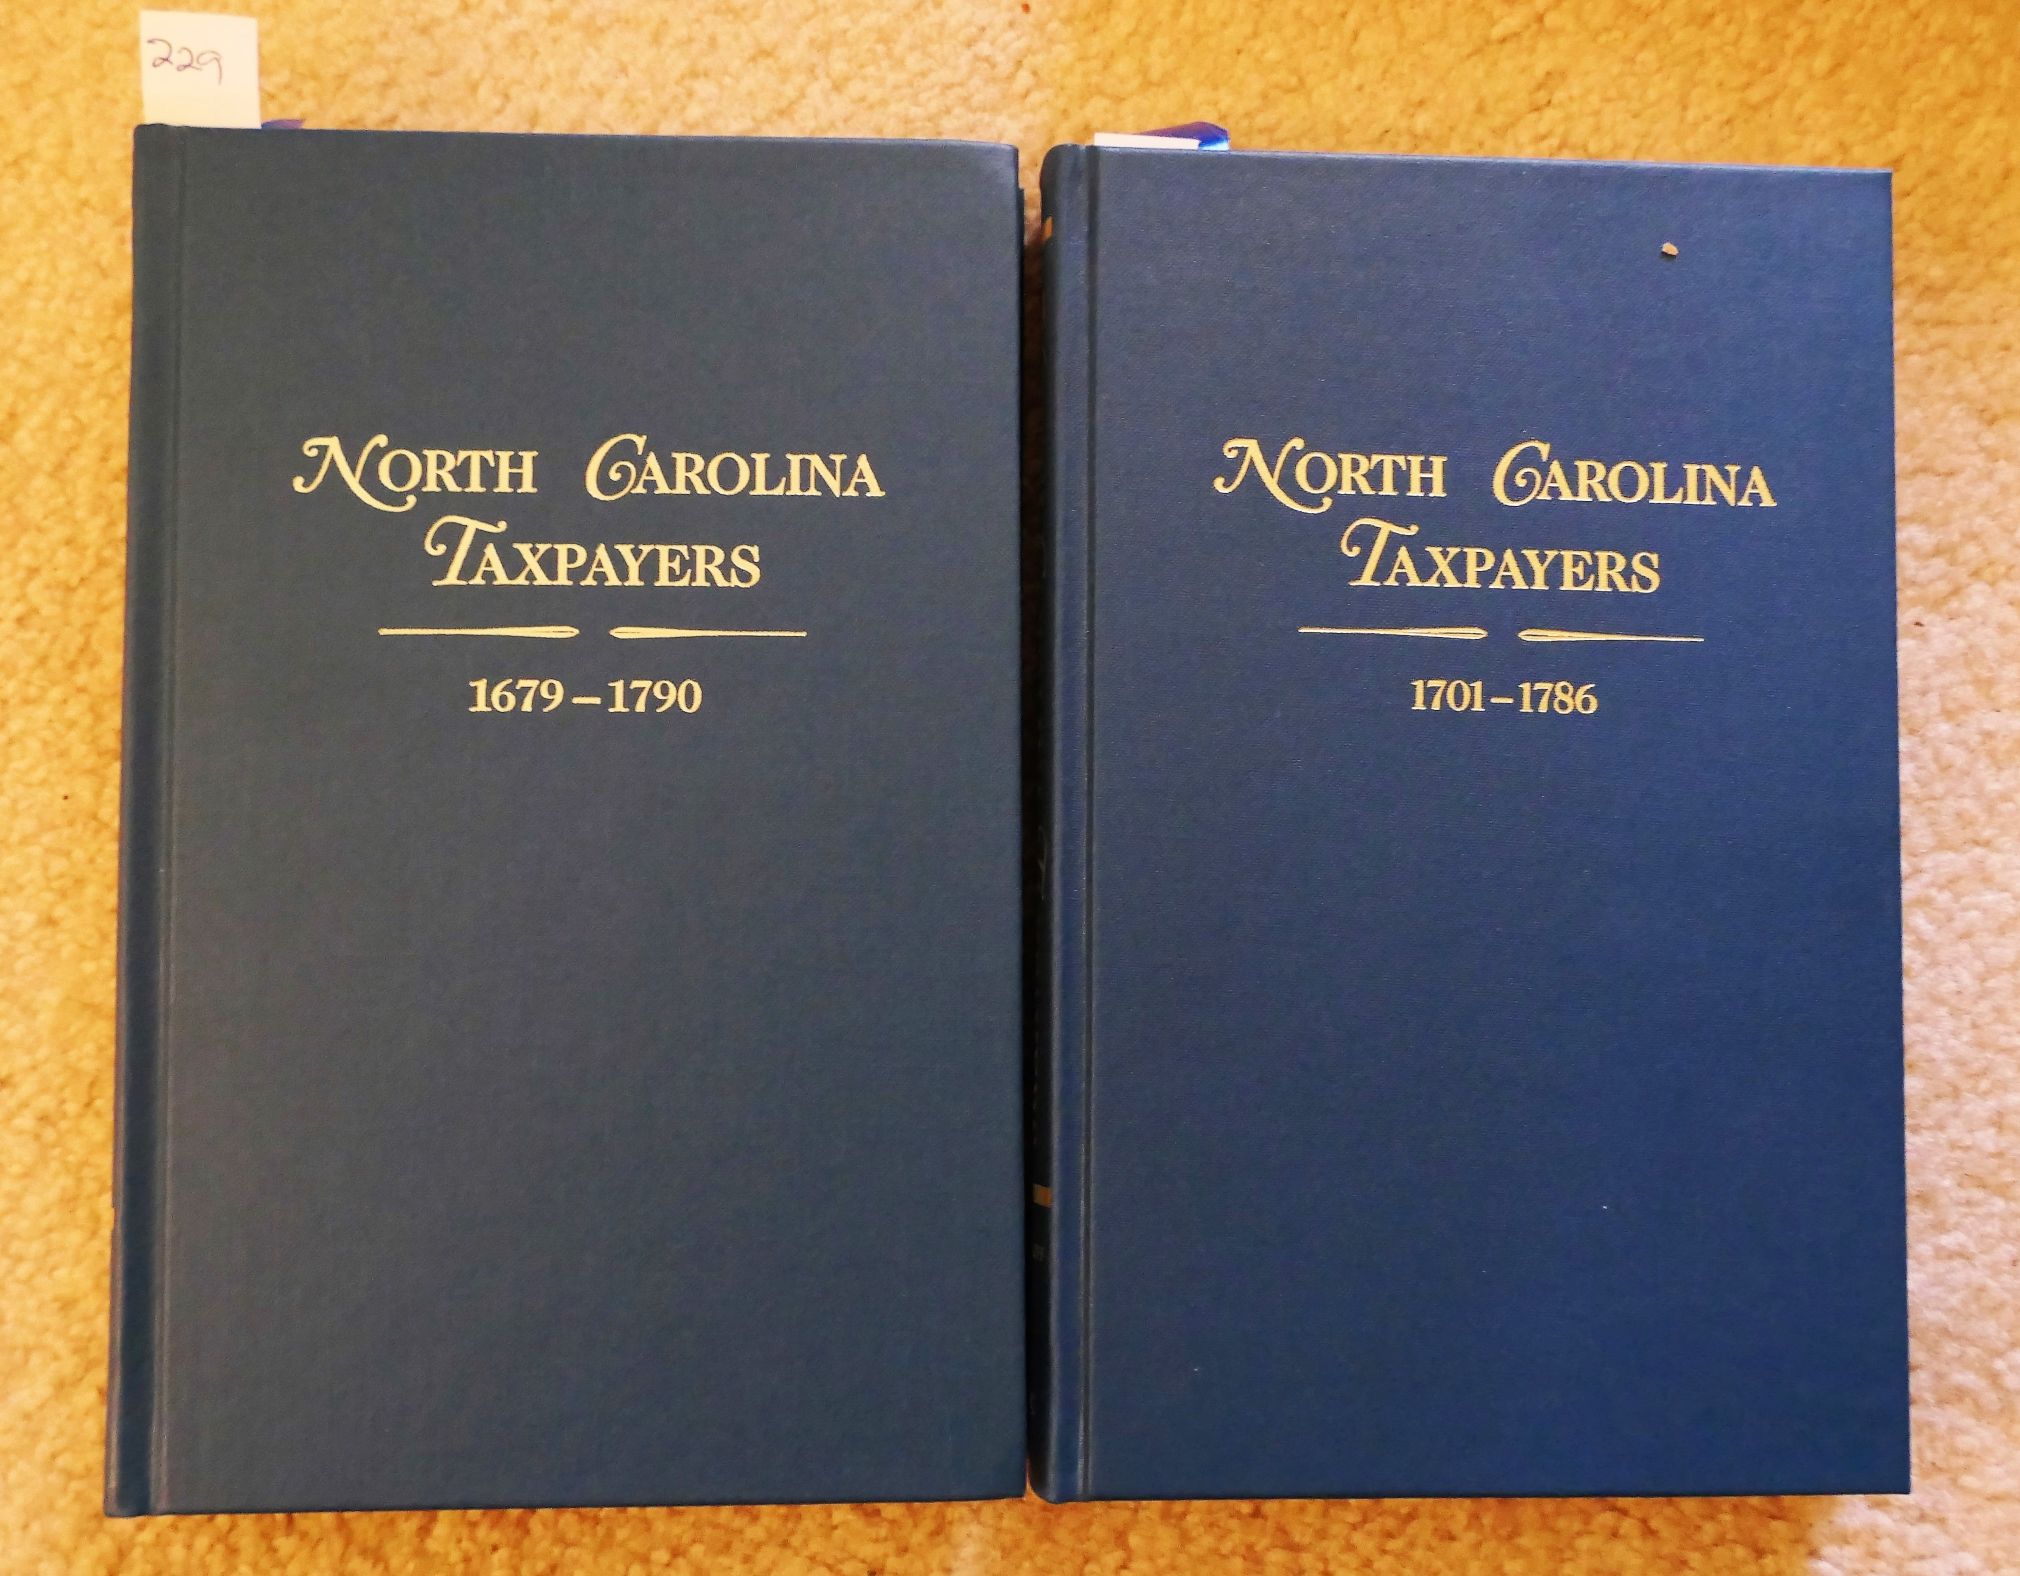 229
NORTH CAROLINA
TAXPAYERS
1679–1790
NORTH CAROLINA
TAXPAYERS
1701–1786